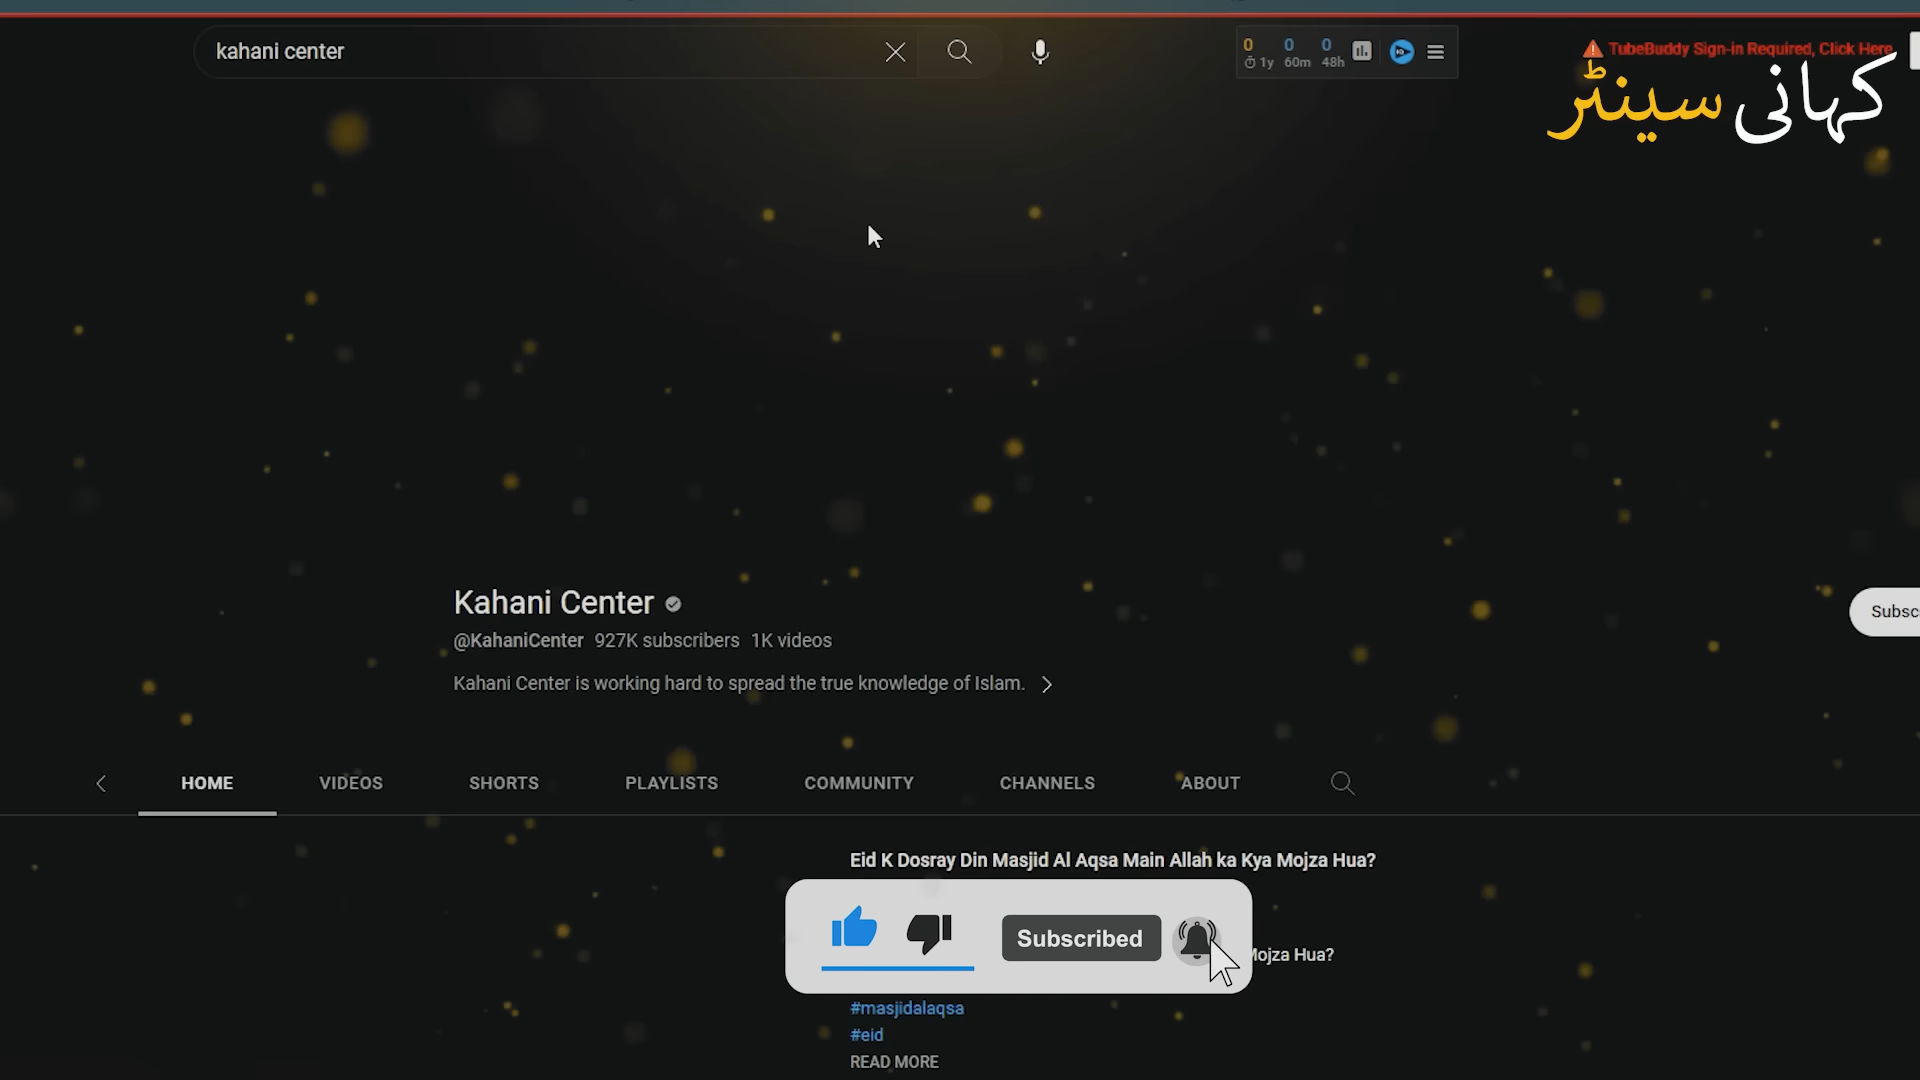 kahani center
0 0 0
1y 60m 48h
TubeBuddy Sign-in Required, Click Here
کہانی سینٹر
Kahani Center
Subsc
@KahaniCenter 927K subscribers 1K videos
Kahani Center is working hard to spread the true knowledge of Islam.
HOME VIDEOS SHORTS PLAYLISTS COMMUNITY CHANNELS ABOUT
Eid K Dosray Din Masjid Al Aqsa Main Allah ka Kya Mojza Hua?
Subscribed
Mojza Hua?
#masjidalaqsa
#eid
READ MORE